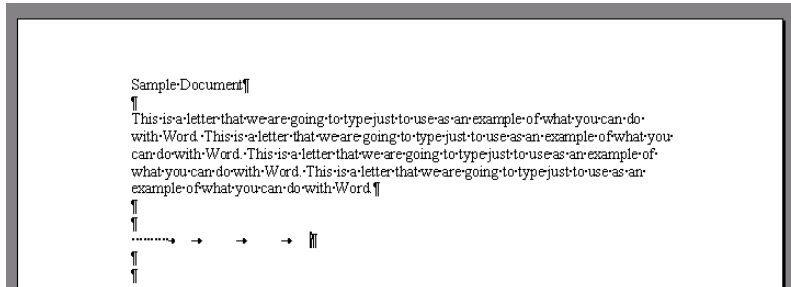 Sample·Document¶
¶
This·is·a·letter·that·we·are·going·to·type·just·to·use·as·an·example·of·what·you·can·do·
with·Word.·This·is·a·letter·that·we·are·going·to·type·just·to·use·as·an·example·of·what·you·
can·do·with·Word.·This·is·a·letter·that·we·are·going·to·type·just·to·use·as·an·example·of·
what·you·can·do·with·Word.·This·is·a·letter·that·we·are·going·to·type·just·to·use·as·an·
example·of·what·you·can·do·with·Word.¶
¶
¶
·········→ → → → ¶
¶
¶